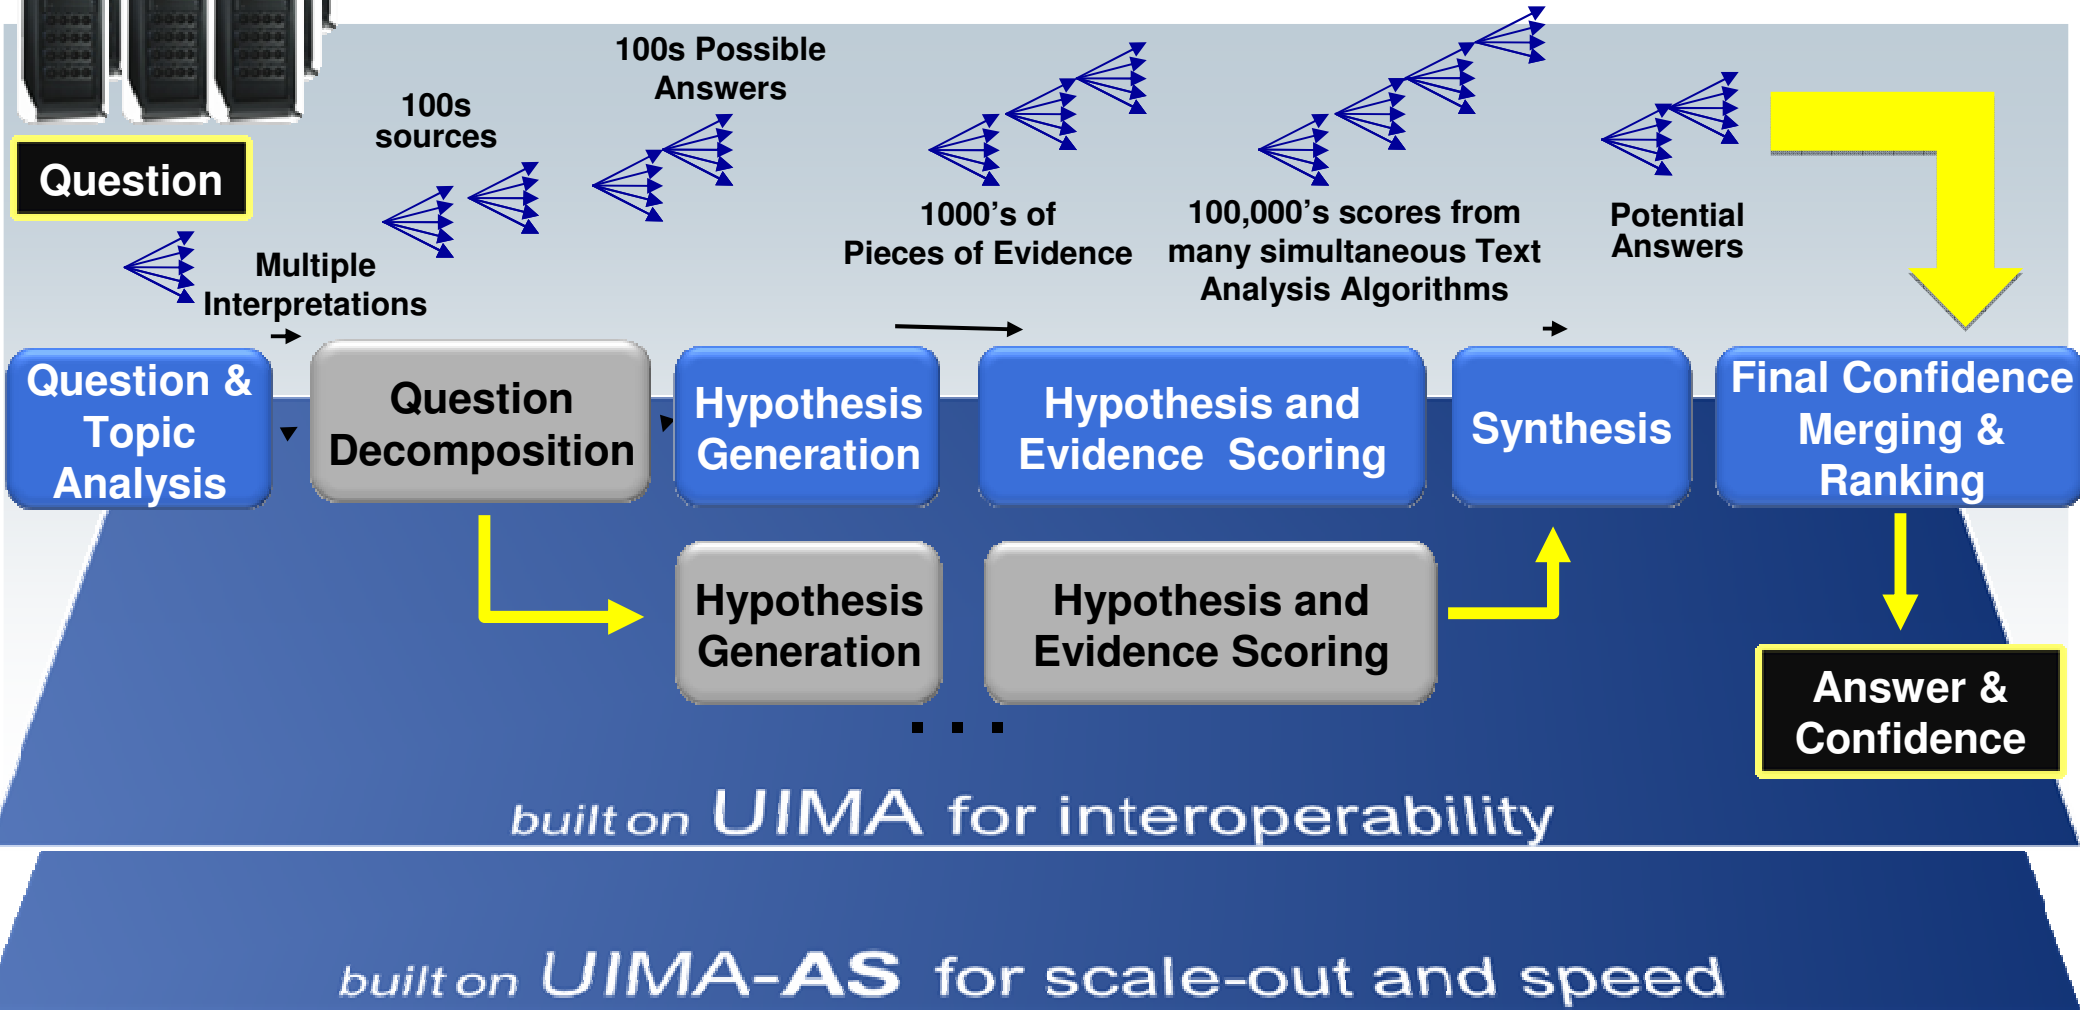 100s Possible
Answers
100s
sources
Question
Multiple
Interpretations
1000’s of
Pieces of Evidence
100,000’s scores from
many simultaneous Text
Analysis Algorithms
Potential
Answers
Question &
Topic
Analysis
Question
Decomposition
Hypothesis
Generation
Hypothesis and
Evidence Scoring
Synthesis
Final Confidence
Merging &
Ranking
Hypothesis
Generation
Hypothesis and
Evidence Scoring
. . .
Answer &
Confidence
built on UIMA for interoperability
built on UIMA-AS for scale-out and speed